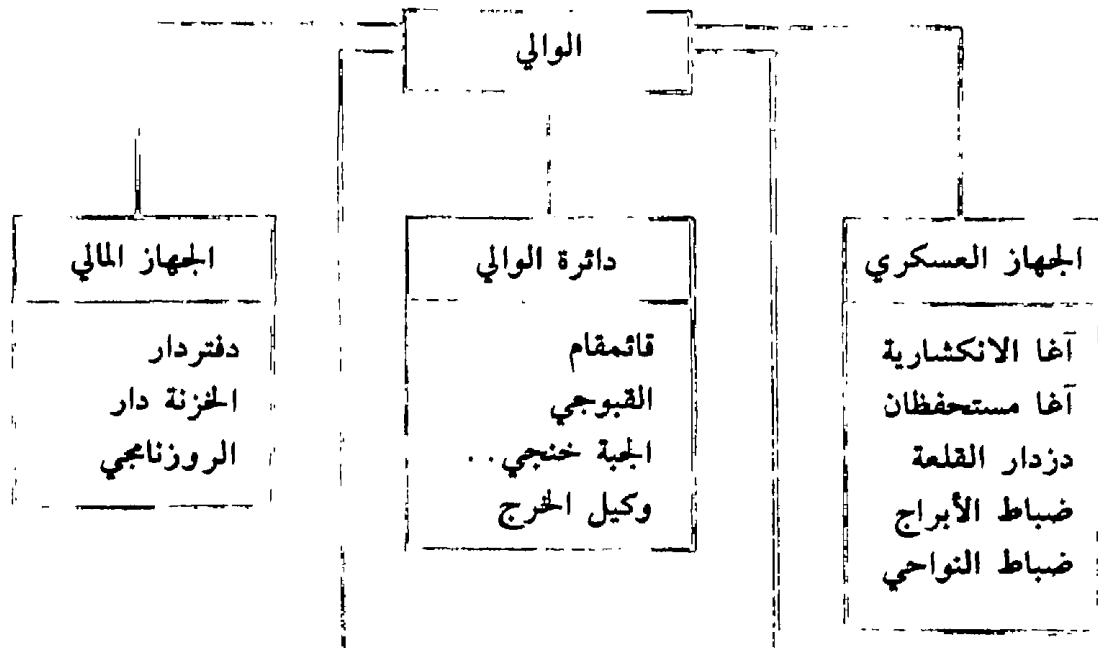 الوالي
الجهاز العسكري
آغا الانكشارية
آغا مستحفظان
دزدار القلعة
ضباط الأبراج
ضباط النواحي
دائرة الوالي
قائمقام
القبوجي
الجبة خنجي..
وكيل الخرج
الجهاز المالي
دفتردار
الخزنة دار
الروزنامجي